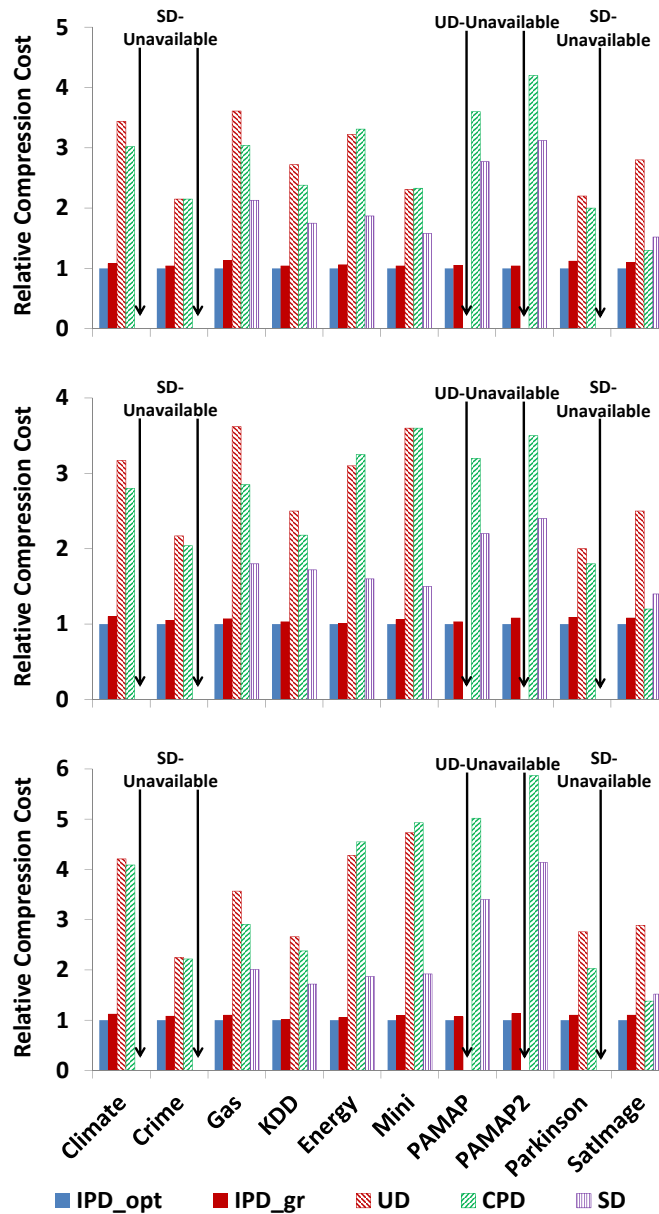 SD-
Unavailable
UD-Unavailable
SD-
Unavailable
Relative Compression Cost
5
4
3
2
1
0
SD-
Unavailable
UD-Unavailable
SD-
Unavailable
Relative Compression Cost
4
3
2
1
0
SD-
Unavailable
UD-Unavailable
SD-
Unavailable
Relative Compression Cost
6
5
4
3
2
1
0
Climate
Crime
Gas
KDD
Energy
Mini
PAMAP
PAMAP2
Parkinson
SatImage
IPD_opt
IPD_gr
UD
CPD
SD